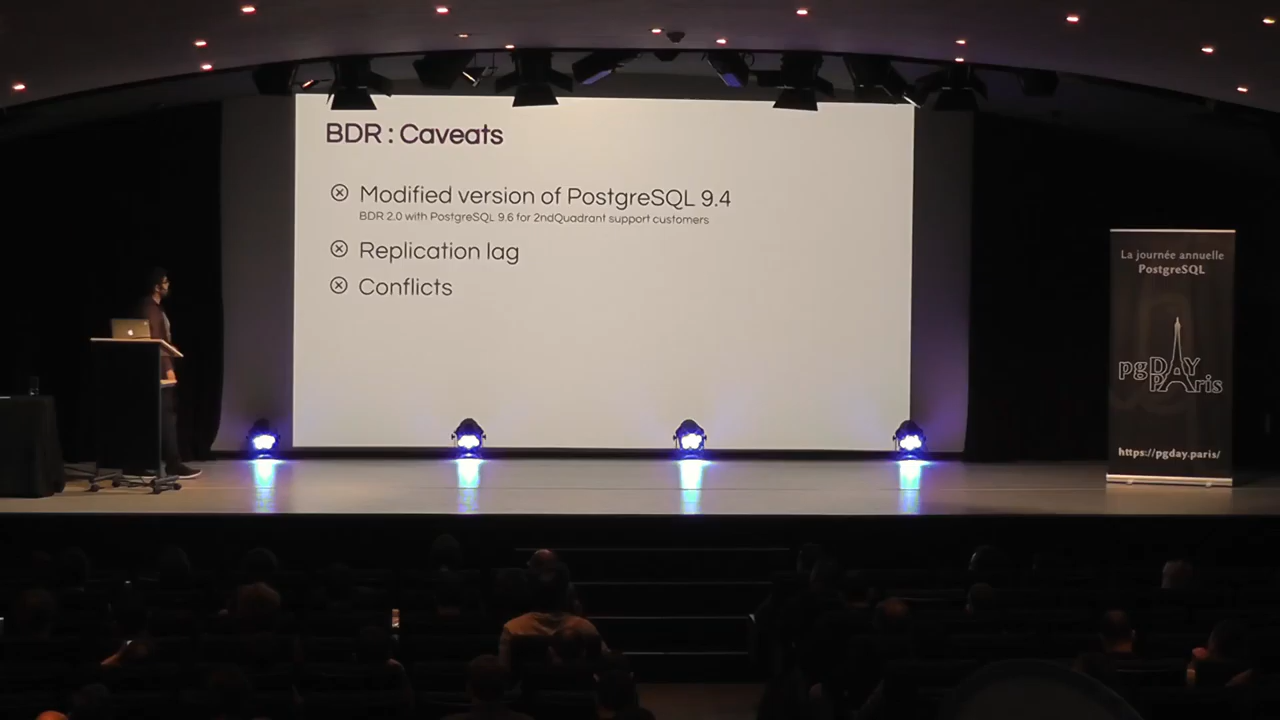 BDR : Caveats
Modified version of PostgreSQL 9.4
BDR 2.0 with PostgreSQL 9.6 for 2ndQuadrant support customers
Replication lag
Conflicts
La journée annuelle
PostgreSQL
pgDAY
PAris
https://pgday.paris/